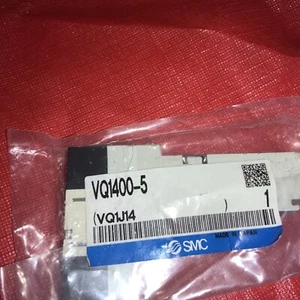 VQ1400-5
(VQ1J14 )
1
SMC
MADE IN JAPAN